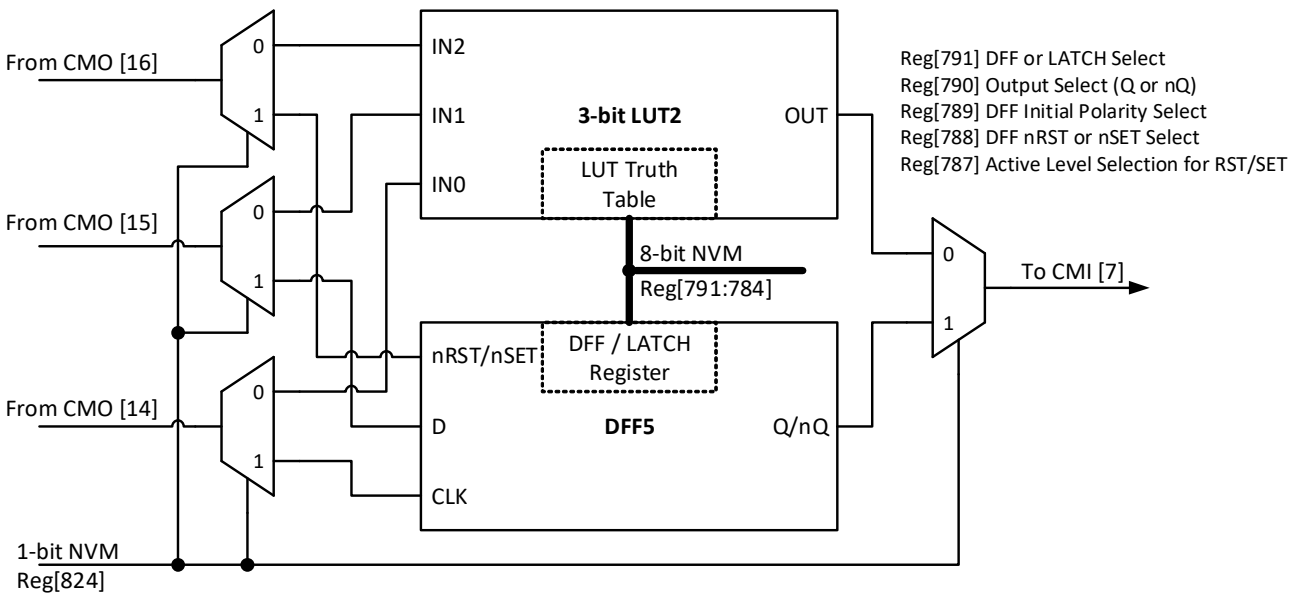 From CMO [16]
0
1
From CMO [15]
0
1
From CMO [14]
0
1
1-bit NVM
Reg[824]
IN2
IN1
IN0
3-bit LUT2
OUT
LUT Truth
Table
8-bit NVM
Reg[791:784]
DFF / LATCH
Register
nRST/nSET
D
CLK
DFF5
Q/nQ
Reg[791] DFF or LATCH Select
Reg[790] Output Select (Q or nQ)
Reg[789] DFF Initial Polarity Select
Reg[788] DFF nRST or nSET Select
Reg[787] Active Level Selection for RST/SET
0
1
To CMI [7]